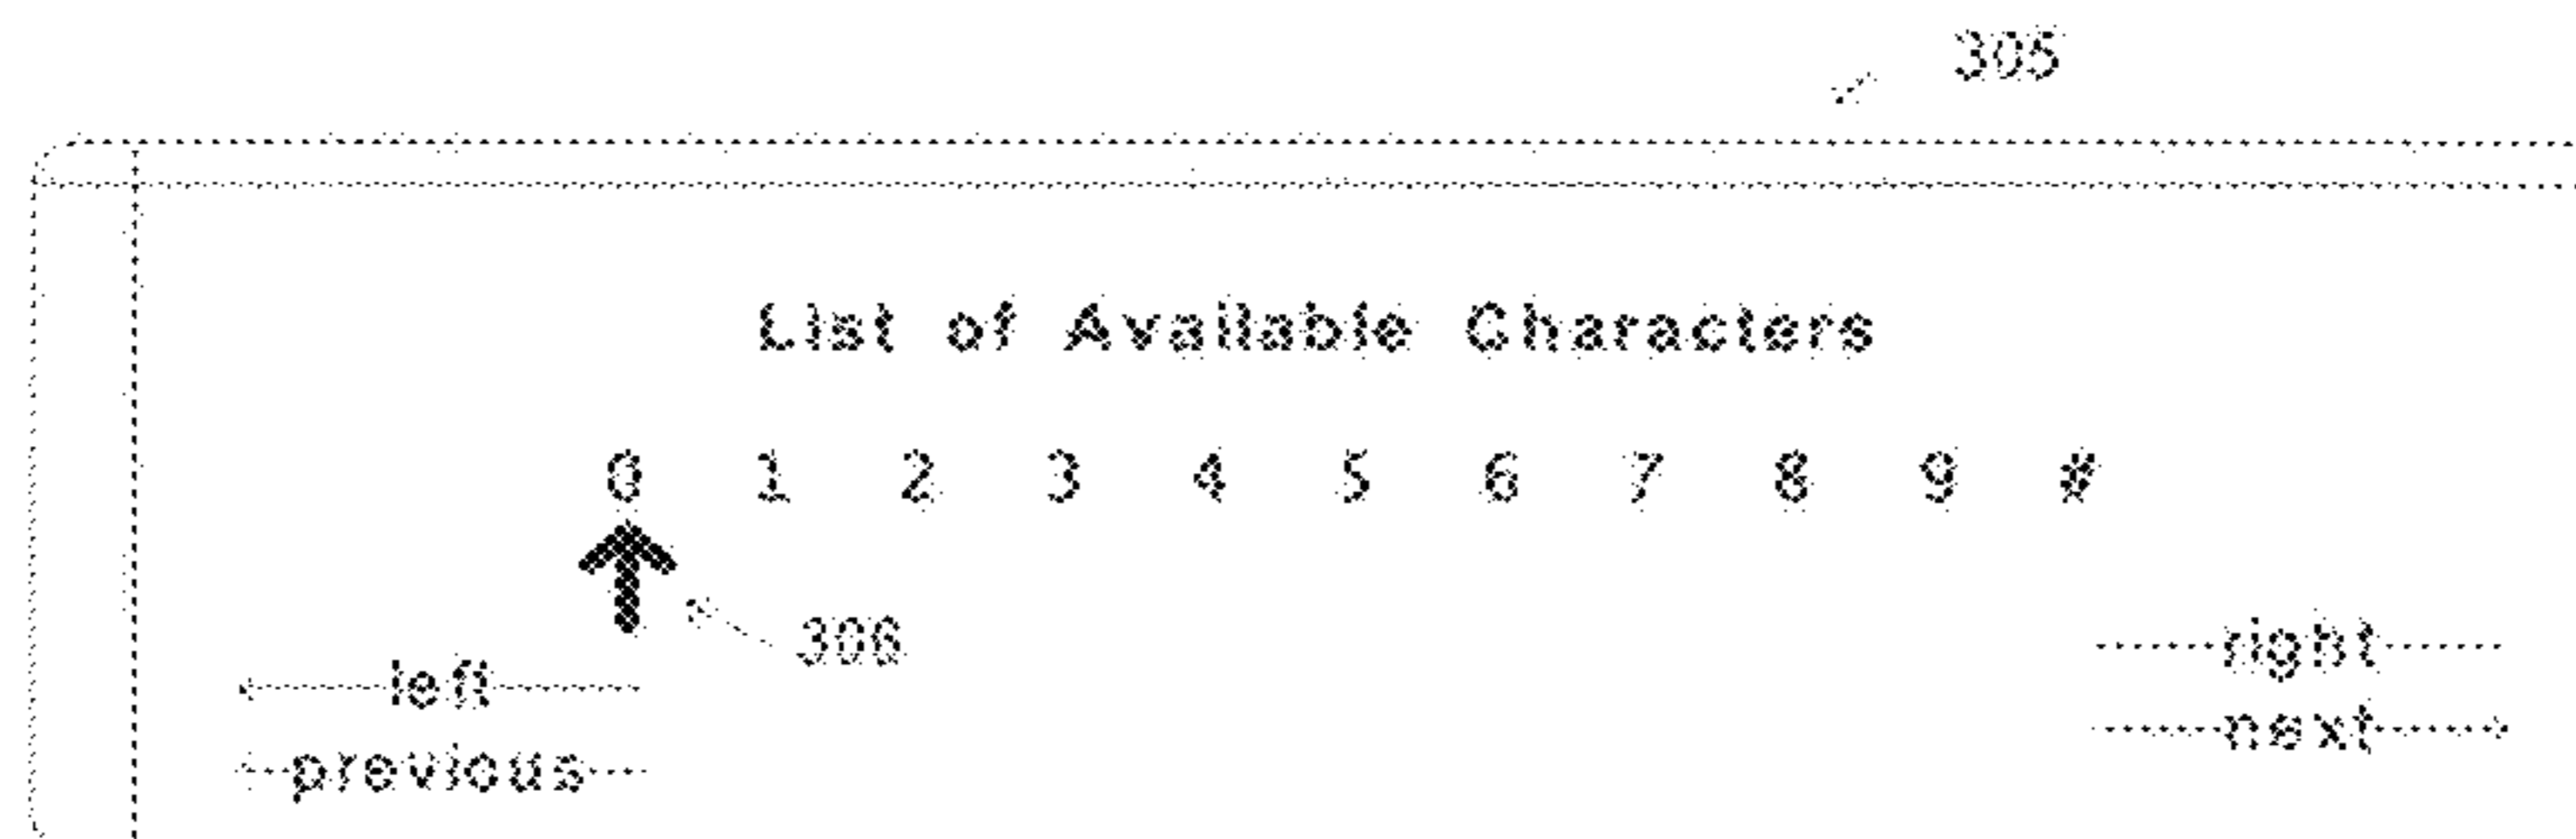 305
List of Available Characters
0 1 2 3 4 5 6 7 8 9 #
306
left
right
previous
next